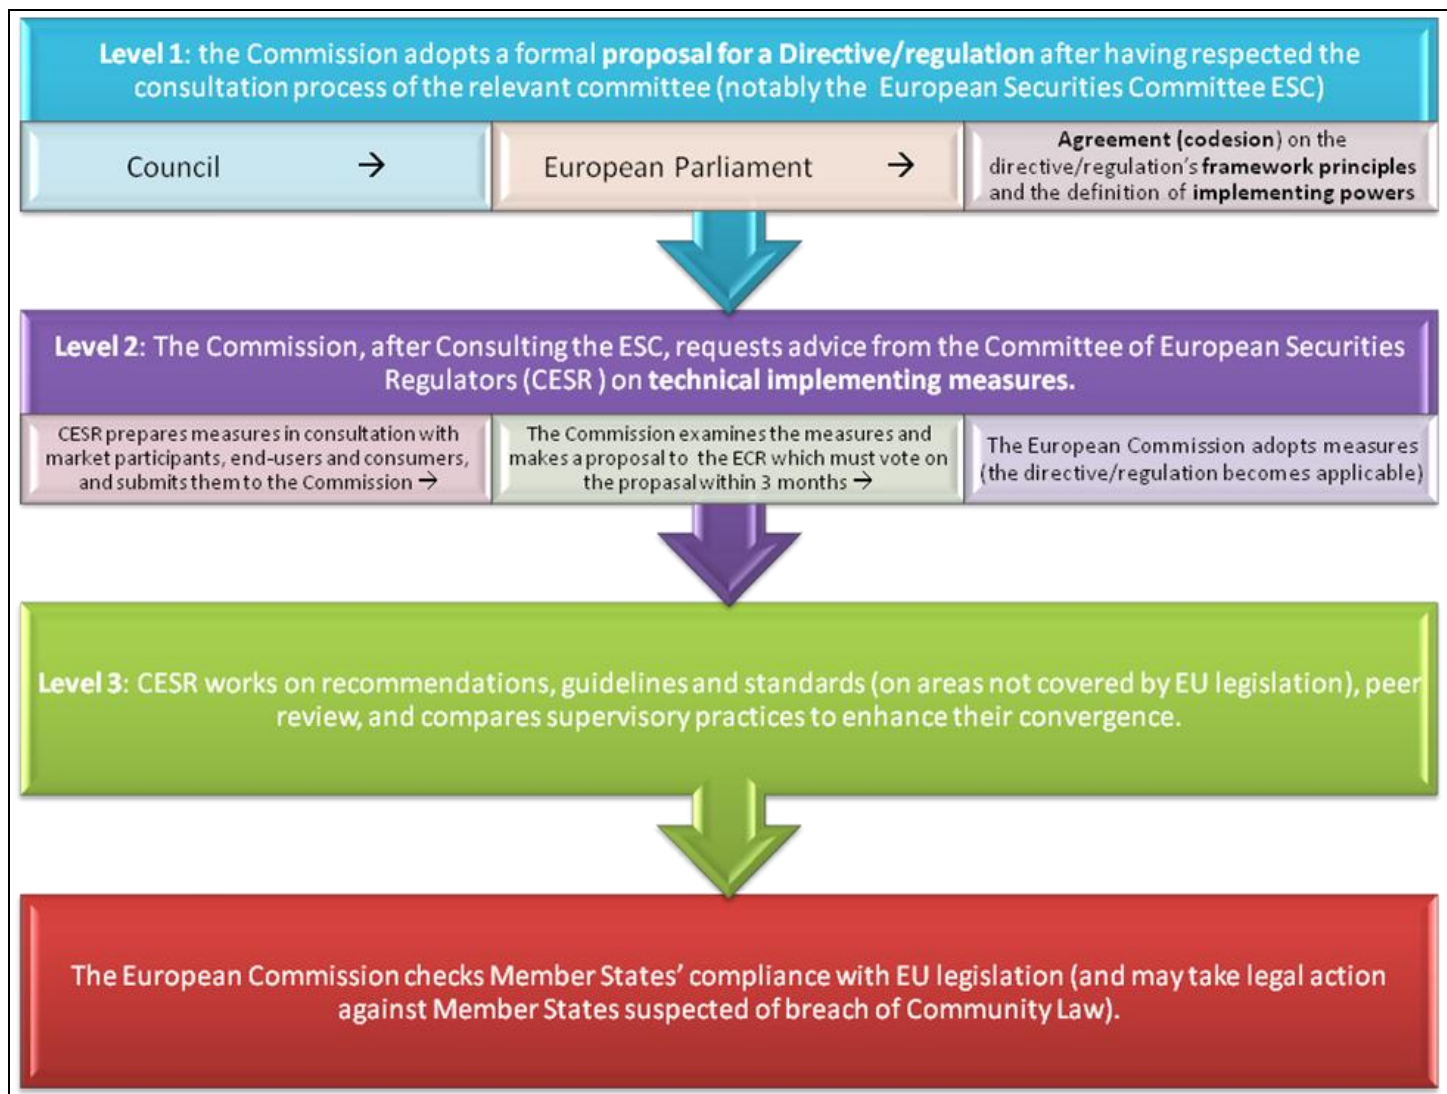 Level 1: the Commission adopts a formal proposal for a Directive/regulation after having respected the
consultation process of the relevant committee (notably the European Securities Committee ESC)
Council →
European Parliament →
Agreement (codesion) on the
directive/regulation's framework principles
and the definition of implementing powers
Level 2: The Commission, after Consulting the ESC, requests advice from the Committee of European Securities
Regulators (CESR ) on technical implementing measures.
CESR prepares measures in consultation with
market participants, end-users and consumers,
and submits them to the Commission →
The Commission examines the measures and
makes a proposal to the ECR which must vote on
the propasal within 3 months →
The European Commission adopts measures
(the directive/regulation becomes applicable)
Level 3: CESR works on recommendations, guidelines and standards (on areas not covered by EU legislation), peer
review, and compares supervisory practices to enhance their convergence.
The European Commission checks Member States' compliance with EU legislation (and may take legal action
against Member States suspected of breach of Community Law).